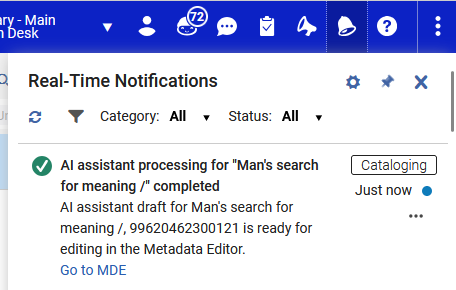 ary - Main
n Desk
72
Real-Time Notifications
Category: All Status: All
AI assistant processing for "Man's search
for meaning /" completed
Cataloging
Just now
AI assistant draft for Man's search for
meaning /, 99620462300121 is ready for
editing in the Metadata Editor.
Go to MDE